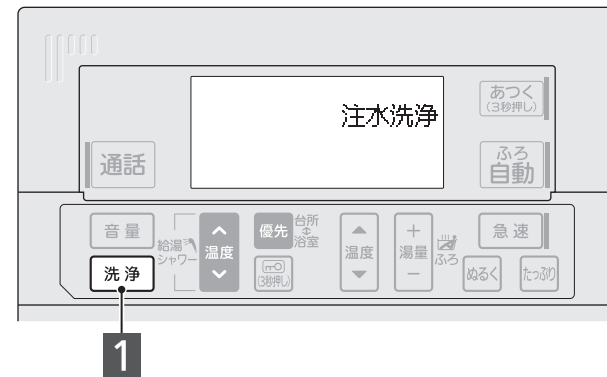 注水洗浄
あつく
(3秒押し)
通話
ふろ
自動
音量
給湯
シャワー
温度
優先
台所
浴室
温度
湯量
ふろ
急速
洗浄
(3秒押し)
ぬるく
たっぷり
1